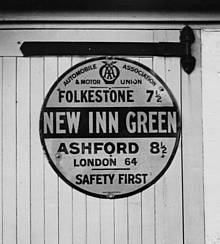 AUTOMOBILE AA ASSOCIATION
& MOTOR UNION
FOLKESTONE 7½
NEW INN GREEN
ASHFORD 8½
LONDON 64
SAFETY FIRST